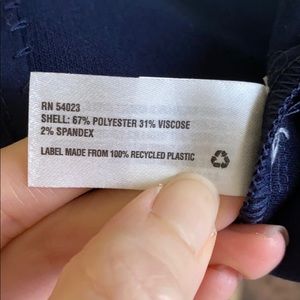 RN 54023
SHELL: 67% POLYESTER 31% VISCOSE
2% SPANDEX
LABEL MADE FROM 100% RECYCLED PLASTIC